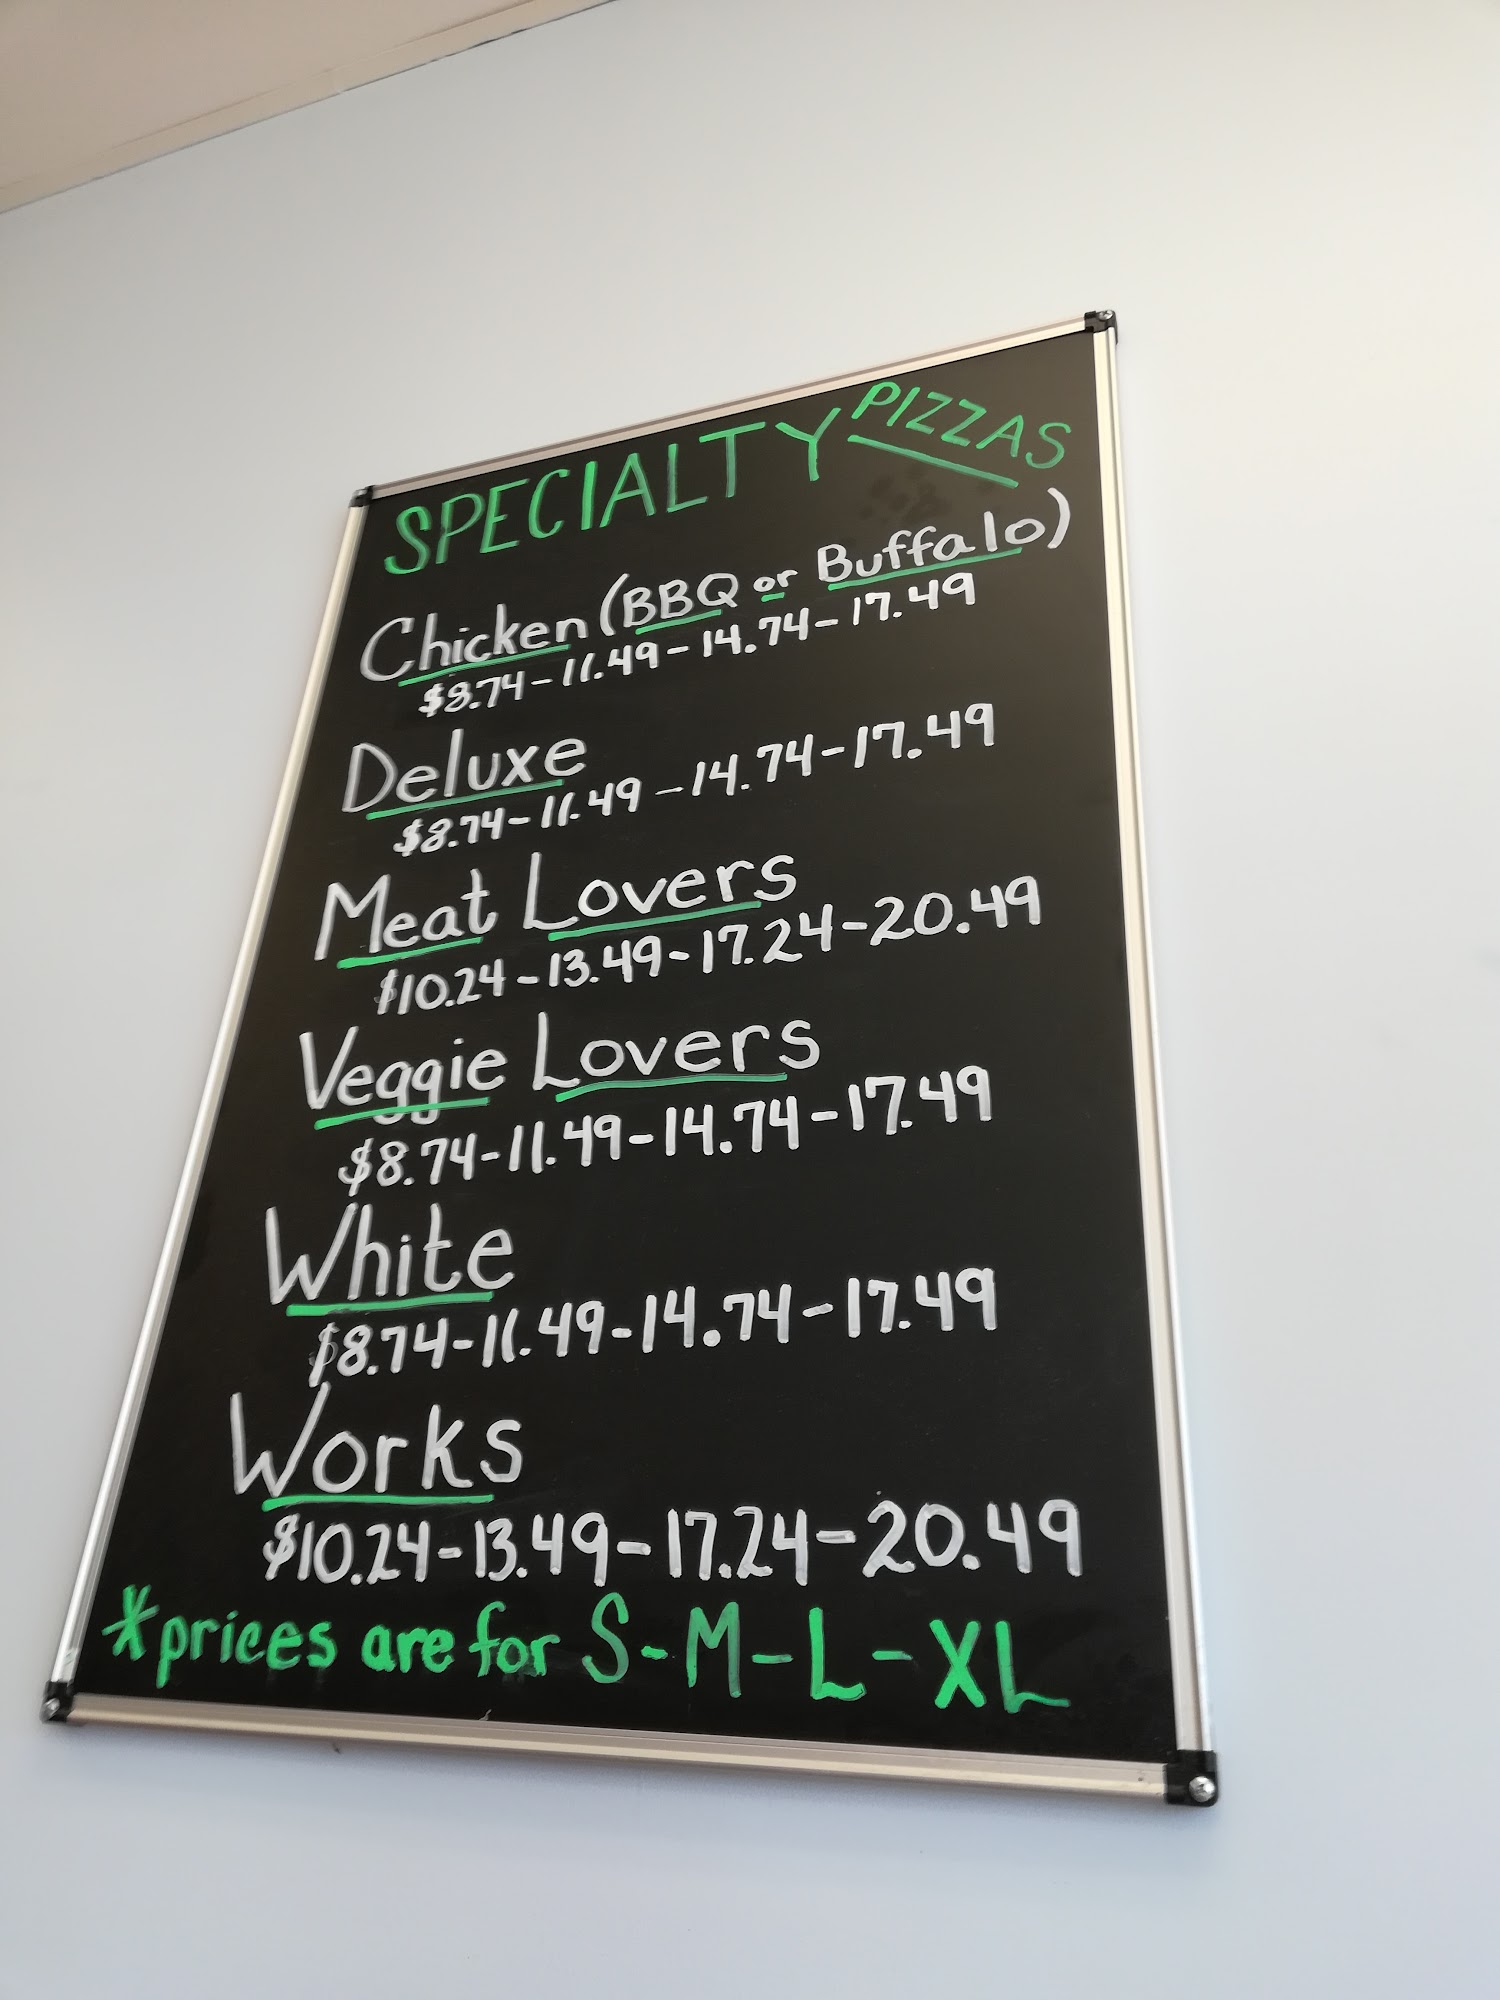 SPECIALTY PIZZAS
Chicken (BBQ or Buffalo)
$8.74-11.49-14.74-17.49
Deluxe
$8.74-11.49-14.74-17.49
Meat Lovers
$10.24-13.49-17.24-20.49
Veggie Lovers
$8.74-11.49-14.74-17.49
White
$8.74-11.49-14.74-17.49
Works
$10.24-13.49-17.24-20.49
*prices are for S-M-L-XL